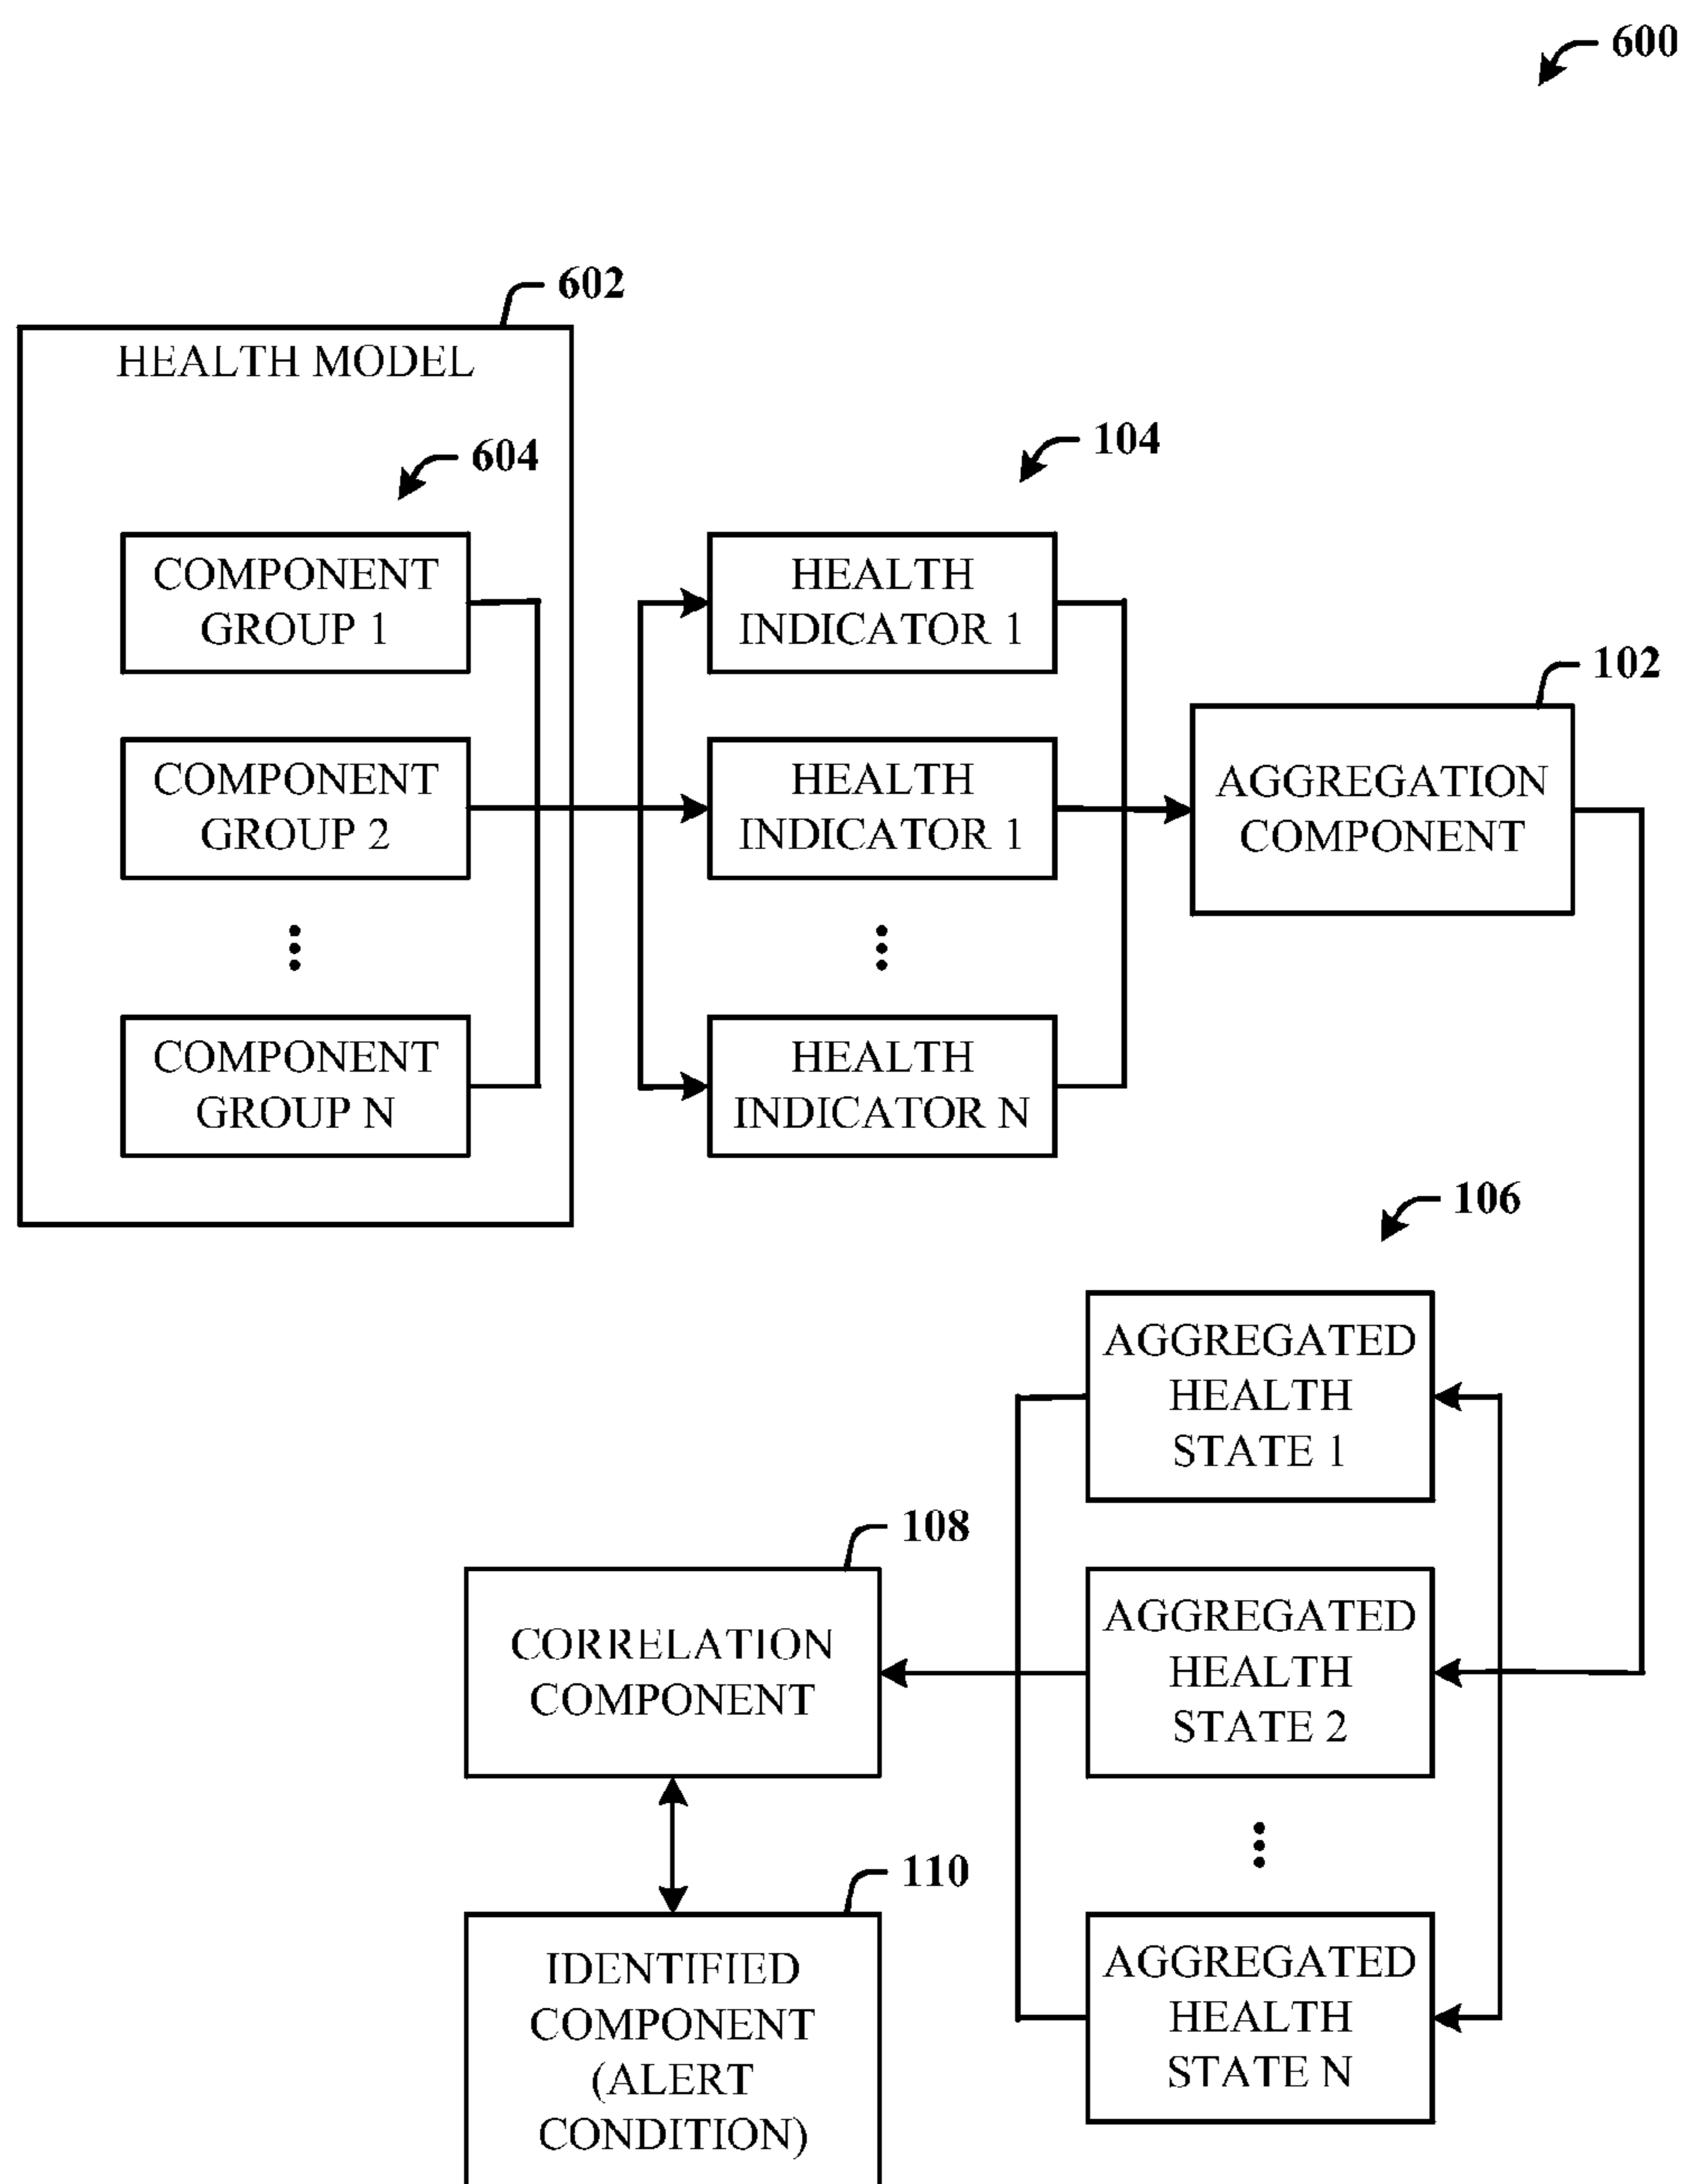 600
602
HEALTH MODEL
604
104
COMPONENT
GROUP 1
HEALTH
INDICATOR 1
102
COMPONENT
GROUP 2
HEALTH
INDICATOR 1
AGGREGATION
COMPONENT
COMPONENT
GROUP N
HEALTH
INDICATOR N
106
AGGREGATED
HEALTH
STATE 1
108
CORRELATION
COMPONENT
AGGREGATED
HEALTH
STATE 2
110
IDENTIFIED
COMPONENT
(ALERT
CONDITION)
AGGREGATED
HEALTH
STATE N